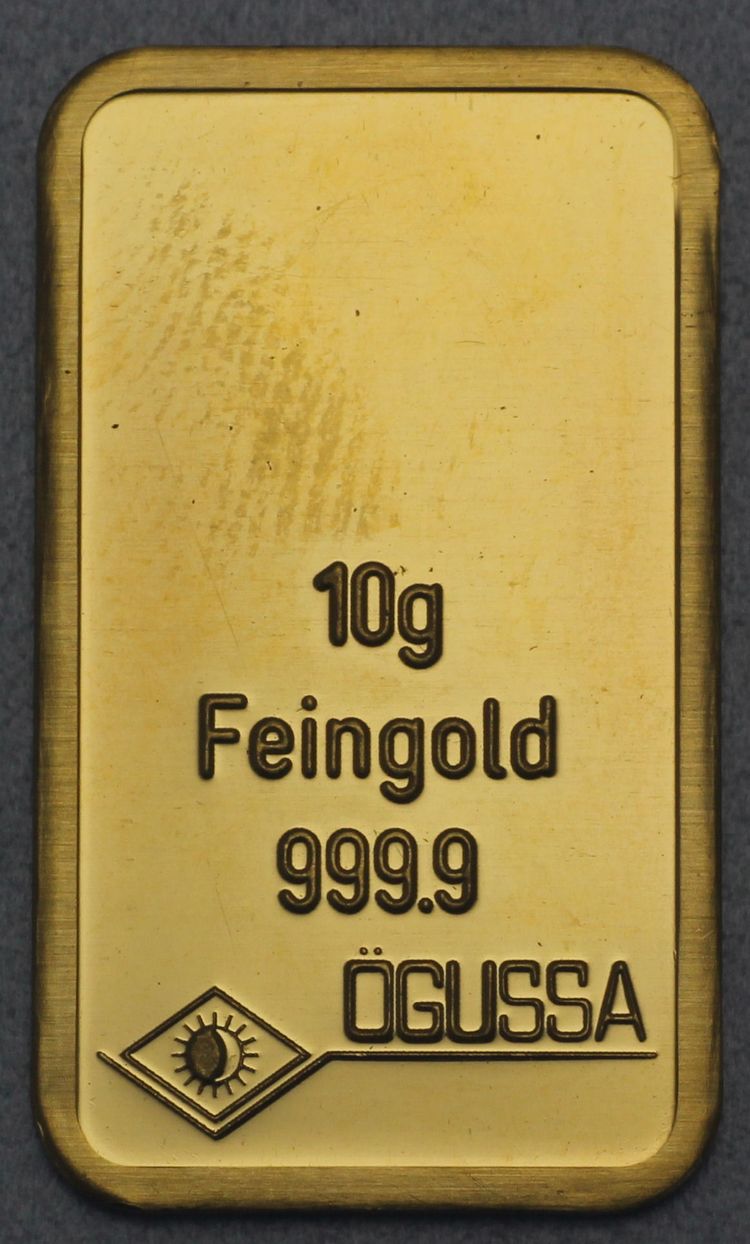 10g
Feingold
999.9
ÖGUSSA